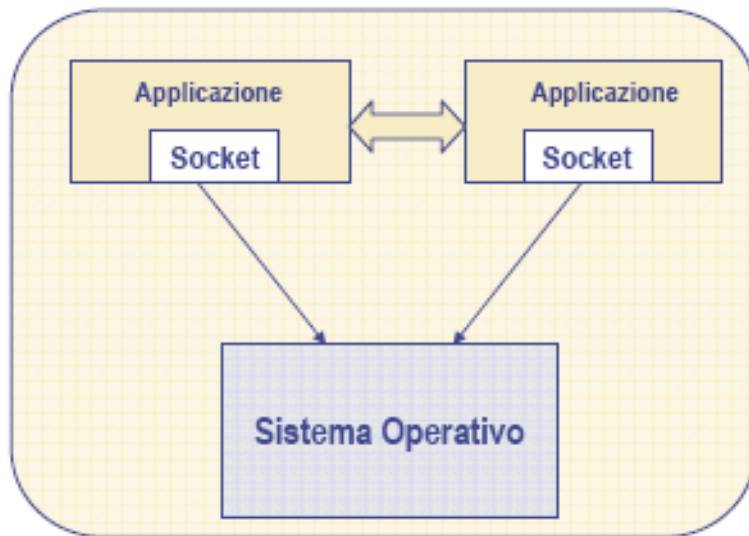 Applicazione
Socket
Applicazione
Socket
Sistema Operativo